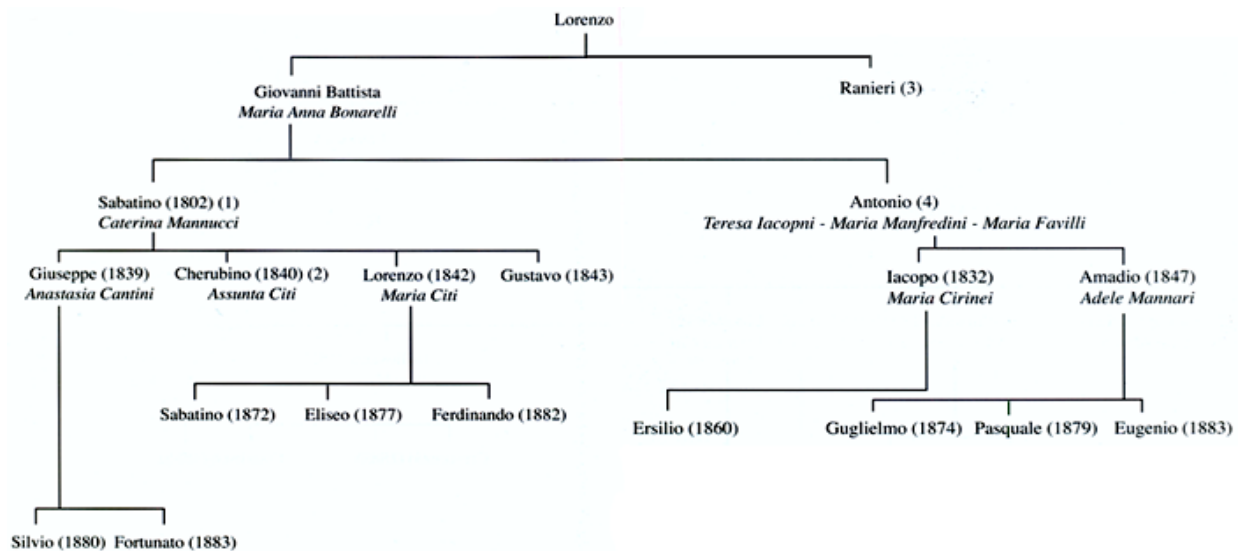 Lorenzo
Giovanni Battista
Maria Anna Bonarelli
Ranieri (3)
Sabatino (1802) (1)
Caterina Mannucci
Antonio (4)
Teresa Iacopni - Maria Manfredini - Maria Favilli
Giuseppe (1839)
Anastasia Cantini
Cherubino (1840) (2)
Assunta Citi
Lorenzo (1842)
Maria Citi
Gustavo (1843)
Iacopo (1832)
Maria Cirinei
Amadio (1847)
Adele Mannari
Sabatino (1872)
Eliseo (1877)
Ferdinando (1882)
Ersilio (1860)
Guglielmo (1874)
Pasquale (1879)
Eugenio (1883)
Silvio (1880)
Fortunato (1883)